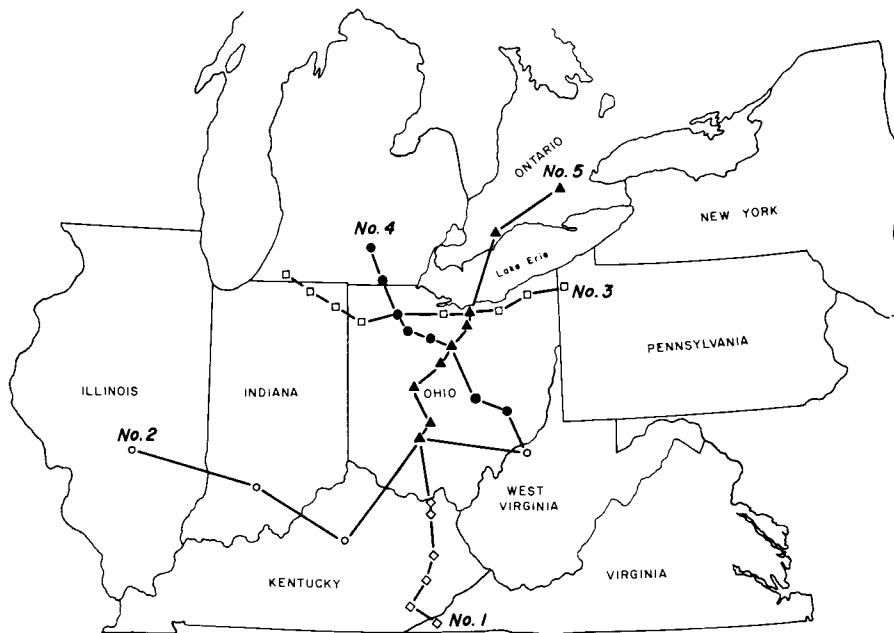 ONTARIO
No. 5
NEW YORK
No. 4
Lake Erie
No. 3
PENNSYLVANIA
ILLINOIS
INDIANA
OHIO
No. 2
WEST
VIRGINIA
KENTUCKY
VIRGINIA
No. 1